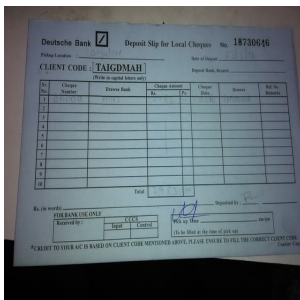 Deutsche Bank Deposit Slip for Local Cheques No. 18730646
Pickup Location :
Date of Deposit
CLIENT CODE : TAIGDMAH
Deposit Bank, Branch
(Write in capital letters only)
Sr. No. Cheque Number Drawee Bank Cheque Amount Rs. Ps. Cheque Date Drawer Ref. No. Remarks
1
2
3
4
5
6
7
8
9
10
Total
Rs. (in words)
Deposited by :
FOR BANK USE ONLY
Received by : CCCS
Input Control
Pick up Time am/pm
(To be filled at the time of pick up)
*CREDIT TO YOUR A/C IS BASED ON CLIENT CODE MENTIONED ABOVE, PLEASE ENSURE TO FILL THE CORRECT CLIENT CODE